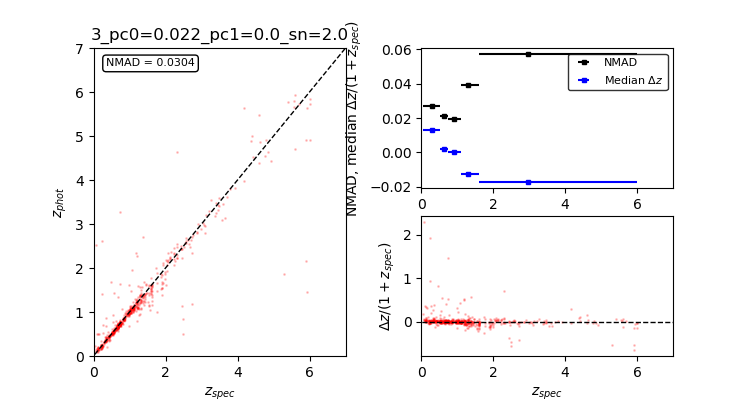 3_pc0=0.022_pc1=0.0_sn=2.0
NMAD = 0.0304
z_phot
7
6
5
4
3
2
1
0
0 2 4 6
z_spec
NMAD, median Δz/(1 + z_spec)
0.06
0.04
0.02
0.00
−0.02
NMAD
Median Δz
0 2 4 6
Δz/(1 + z_spec)
2
1
0
0 2 4 6
z_spec